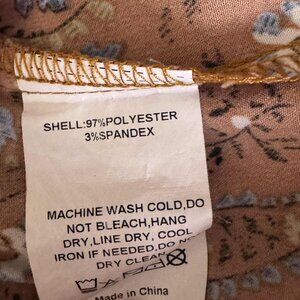 SHELL:97%POLYESTER
3%SPANDEX
MACHINE WASH COLD,DO
NOT BLEACH,HANG
DRY,LINE DRY, COOL
IRON IF NEEDED,DO NOT
DRY CLEAN
Made in China